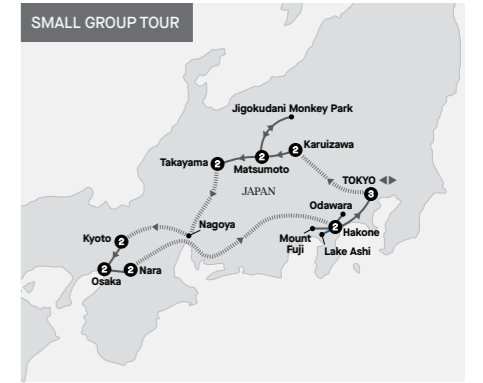 SMALL GROUP TOUR
Jigokudani Monkey Park
2
Karuizawa
Takayama
2
2
Matsumoto
TOKYO
3
JAPAN
Odawara
Nagoya
2
Hakone
Kyoto
2
Mount
Fuji
Lake Ashi
2
2
Nara
Osaka